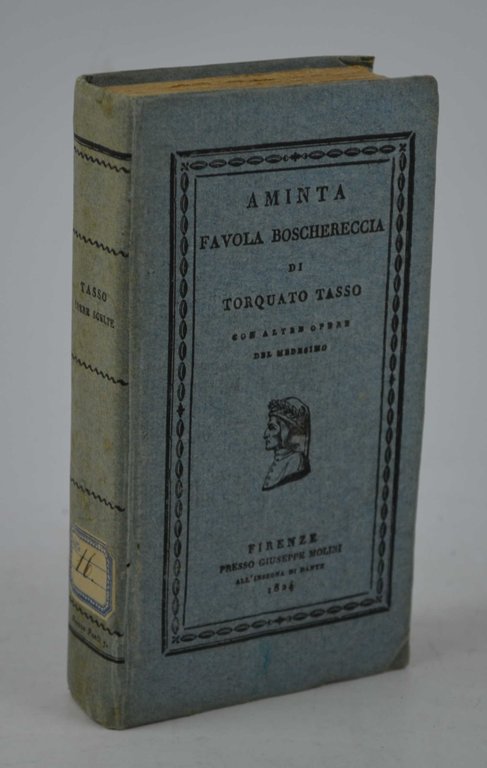 AMINTA
FAVOLA BOSCHERECCIA
DI
TORQUATO TASSO
CON ALTRE OPERE
DEL MEDESIMO
FIRENZE
PRESSO GIUSEPPE MOLINI
ALL'INSEGNA DI DANTE
1824
TASSO
OPERE SCELTE